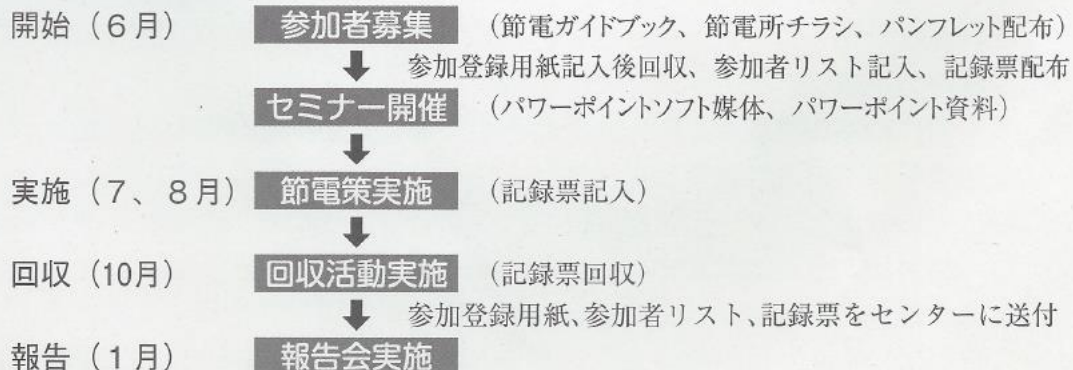 開始（６月） 参加者募集 （節電ガイドブック、節電所チラシ、パンフレット配布）
参加登録用紙記入後回収、参加者リスト記入、記録票配布
セミナー開催 （パワーポイントソフト媒体、パワーポイント資料）
実施（７、８月） 節電策実施 （記録票記入）
回収（10月） 回収活動実施 （記録票回収）
参加登録用紙、参加者リスト、記録票をセンターに送付
報告（１月） 報告会実施